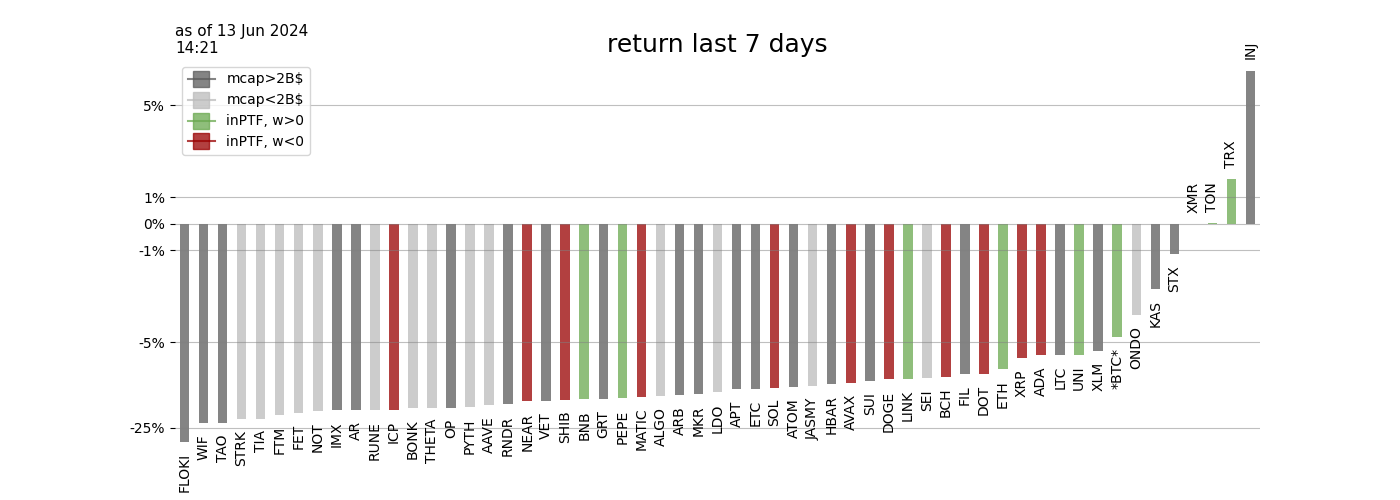 as of 13 Jun 2024
14:21
return last 7 days
mcap>2B$
mcap<2B$
inPTF, w>0
inPTF, w<0
5%
1%
0%
-1%
-5%
-25%
FLOKI
WIF
TAO
STRK
TIA
FTM
FET
NOT
IMX
AR
RUNE
ICP
BONK
THETA
OP
PYTH
AAVE
RNDR
NEAR
VET
SHIB
BNB
GRT
PEPE
MATIC
ALGO
ARB
MKR
LDO
APT
ETC
SOL
ATOM
JASMY
HBAR
AVAX
SUI
DOGE
LINK
SEI
BCH
FIL
DOT
ETH
XRP
ADA
LTC
UNI
XLM
*BTC*
ONDO
KAS
STX
XMR
TON
TRX
INJ